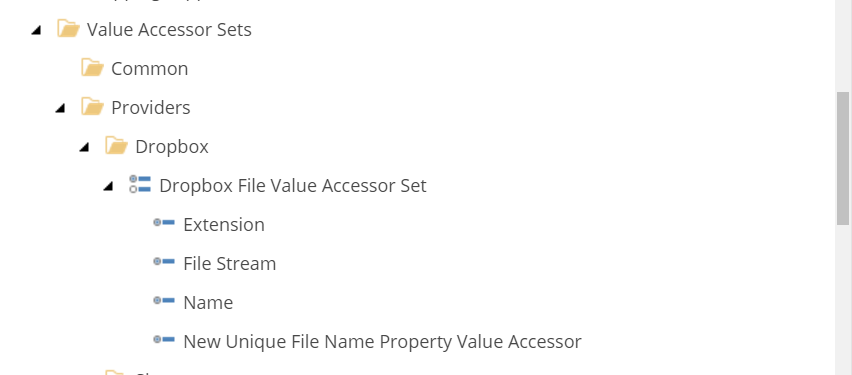 Value Accessor Sets
Common
Providers
Dropbox
Dropbox File Value Accessor Set
Extension
File Stream
Name
New Unique File Name Property Value Accessor